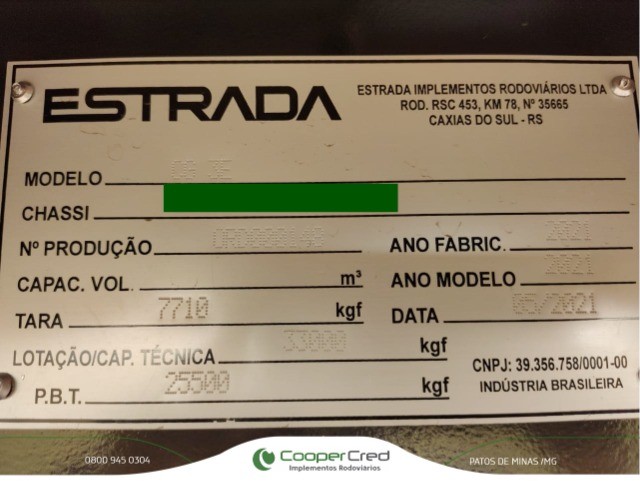 ESTRADA
ESTRADA IMPLEMENTOS RODOVIÁRIOS LTDA
ROD. RSC 453, KM 78, Nº 35665
CAXIAS DO SUL - RS
MODELO
CHASSI
Nº PRODUÇÃO
ANO FABRIC. 2021
CAPAC. VOL. m³
ANO MODELO 2021
TARA 7710 kgf
DATA 05/2021
LOTAÇÃO/CAP. TÉCNICA 33000 kgf
P.B.T. 25500 kgf
CNPJ: 39.356.758/0001-00
INDÚSTRIA BRASILEIRA
0800 945 0304
CooperCred
Implementos Rodoviários
PATOS DE MINAS /MG